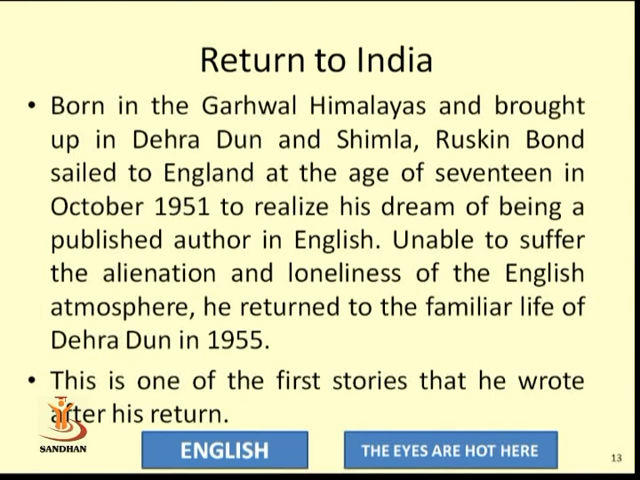 Return to India
• Born in the Garhwal Himalayas and brought
up in Dehra Dun and Shimla, Ruskin Bond
sailed to England at the age of seventeen in
October 1951 to realize his dream of being a
published author in English. Unable to suffer
the alienation and loneliness of the English
atmosphere, he returned to the familiar life of
Dehra Dun in 1955.
• This is one of the first stories that he wrote
after his return.
SANDHAN
ENGLISH
THE EYES ARE HOT HERE
13